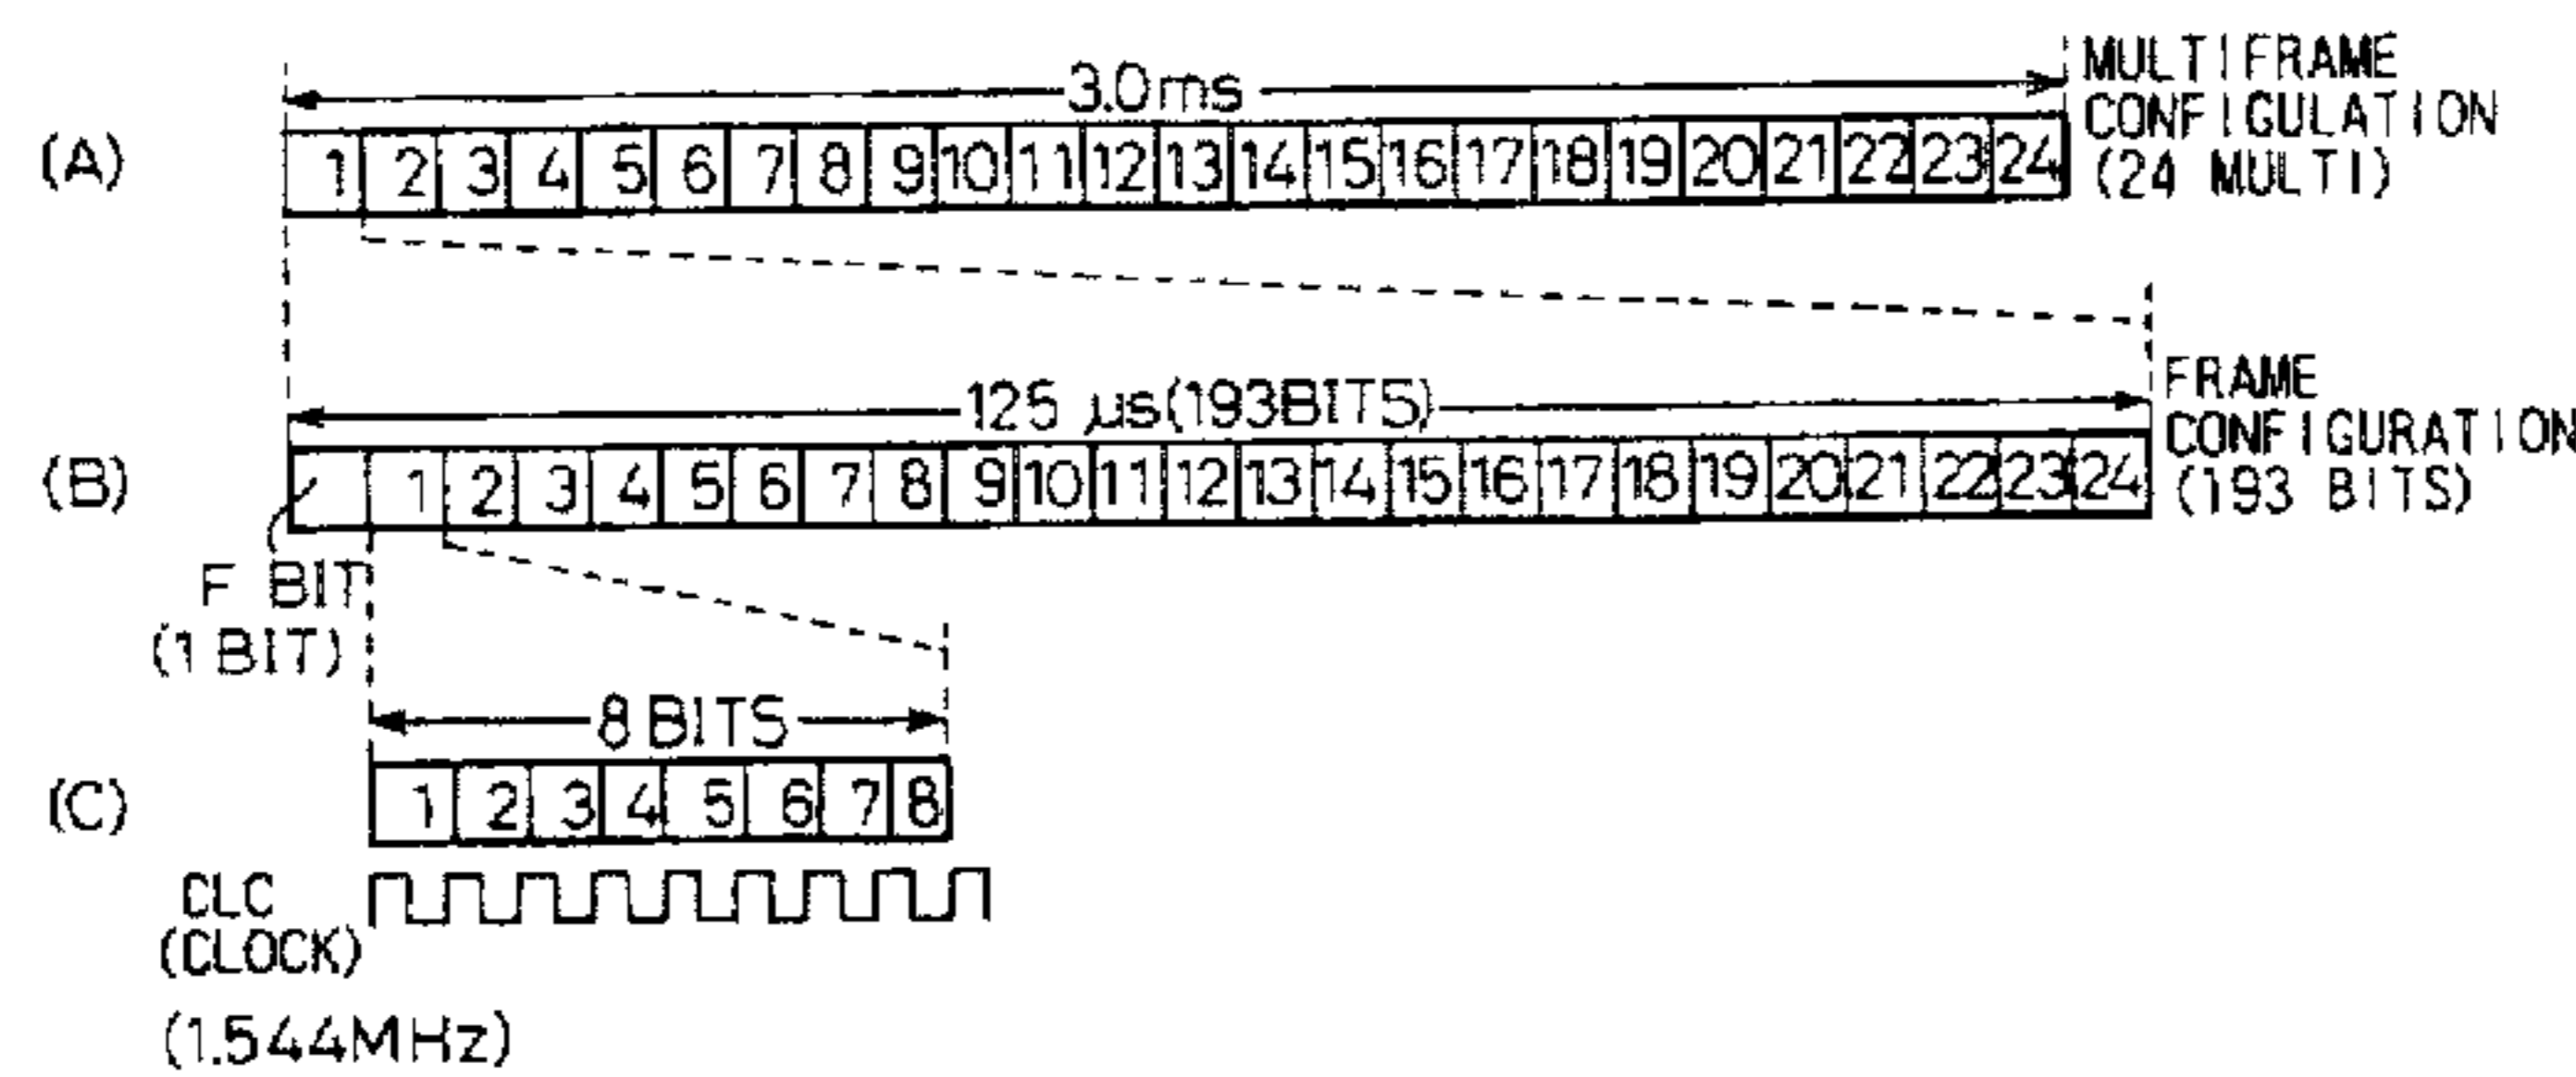 3.0ms
MULTIFRAME
CONFIGULATION
(24 MULTI)
(A)
1 2 3 4 5 6 7 8 9 10 11 12 13 14 15 16 17 18 19 20 21 22 23 24
125 µs(193BITS)
FRAME
CONFIGURATION
(193 BITS)
(B)
1 2 3 4 5 6 7 8 9 10 11 12 13 14 15 16 17 18 19 20 21 22 23 24
F BIT
(1 BIT)
8 BITS
(C)
1 2 3 4 5 6 7 8
CLC
(CLOCK)
(1.544MHz)